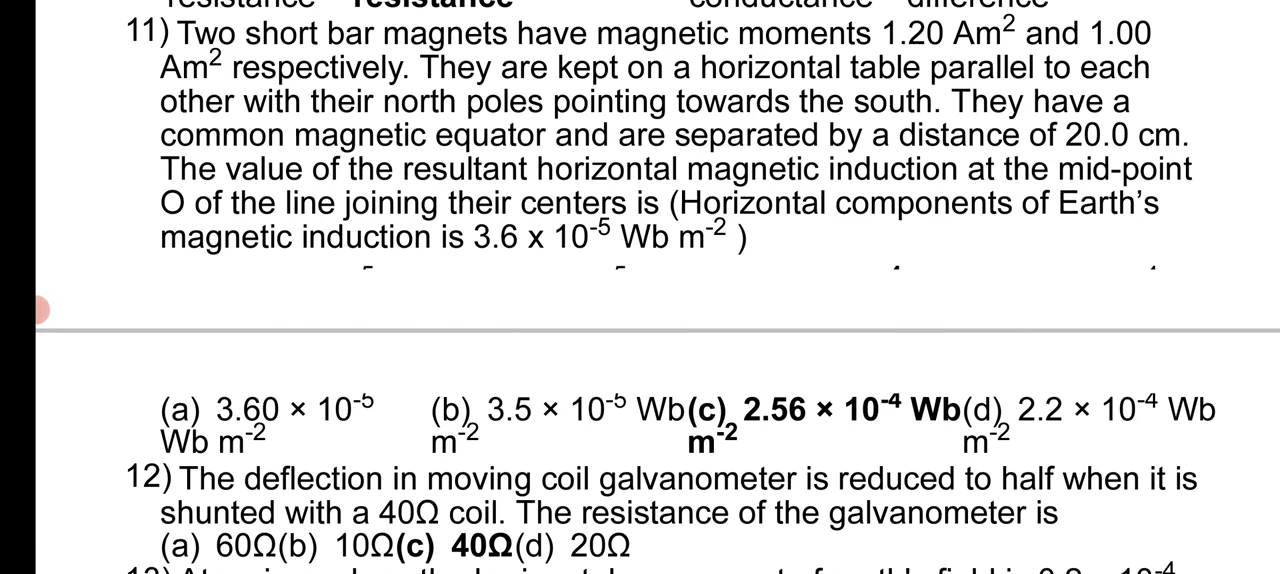 resistance resistance conductance difference
11) Two short bar magnets have magnetic moments 1.20 Am² and 1.00
Am² respectively. They are kept on a horizontal table parallel to each
other with their north poles pointing towards the south. They have a
common magnetic equator and are separated by a distance of 20.0 cm.
The value of the resultant horizontal magnetic induction at the mid-point
O of the line joining their centers is (Horizontal components of Earth’s
magnetic induction is 3.6 x 10⁻⁵ Wb m⁻² )
(a) 3.60 × 10⁻⁵ (b) 3.5 × 10⁻⁵ Wb(c) 2.56 × 10⁻⁴ Wb(d) 2.2 × 10⁻⁴ Wb
Wb m⁻² m⁻² m⁻² m⁻²
12) The deflection in moving coil galvanometer is reduced to half when it is
shunted with a 40Ω coil. The resistance of the galvanometer is
(a) 60Ω(b) 10Ω(c) 40Ω(d) 20Ω